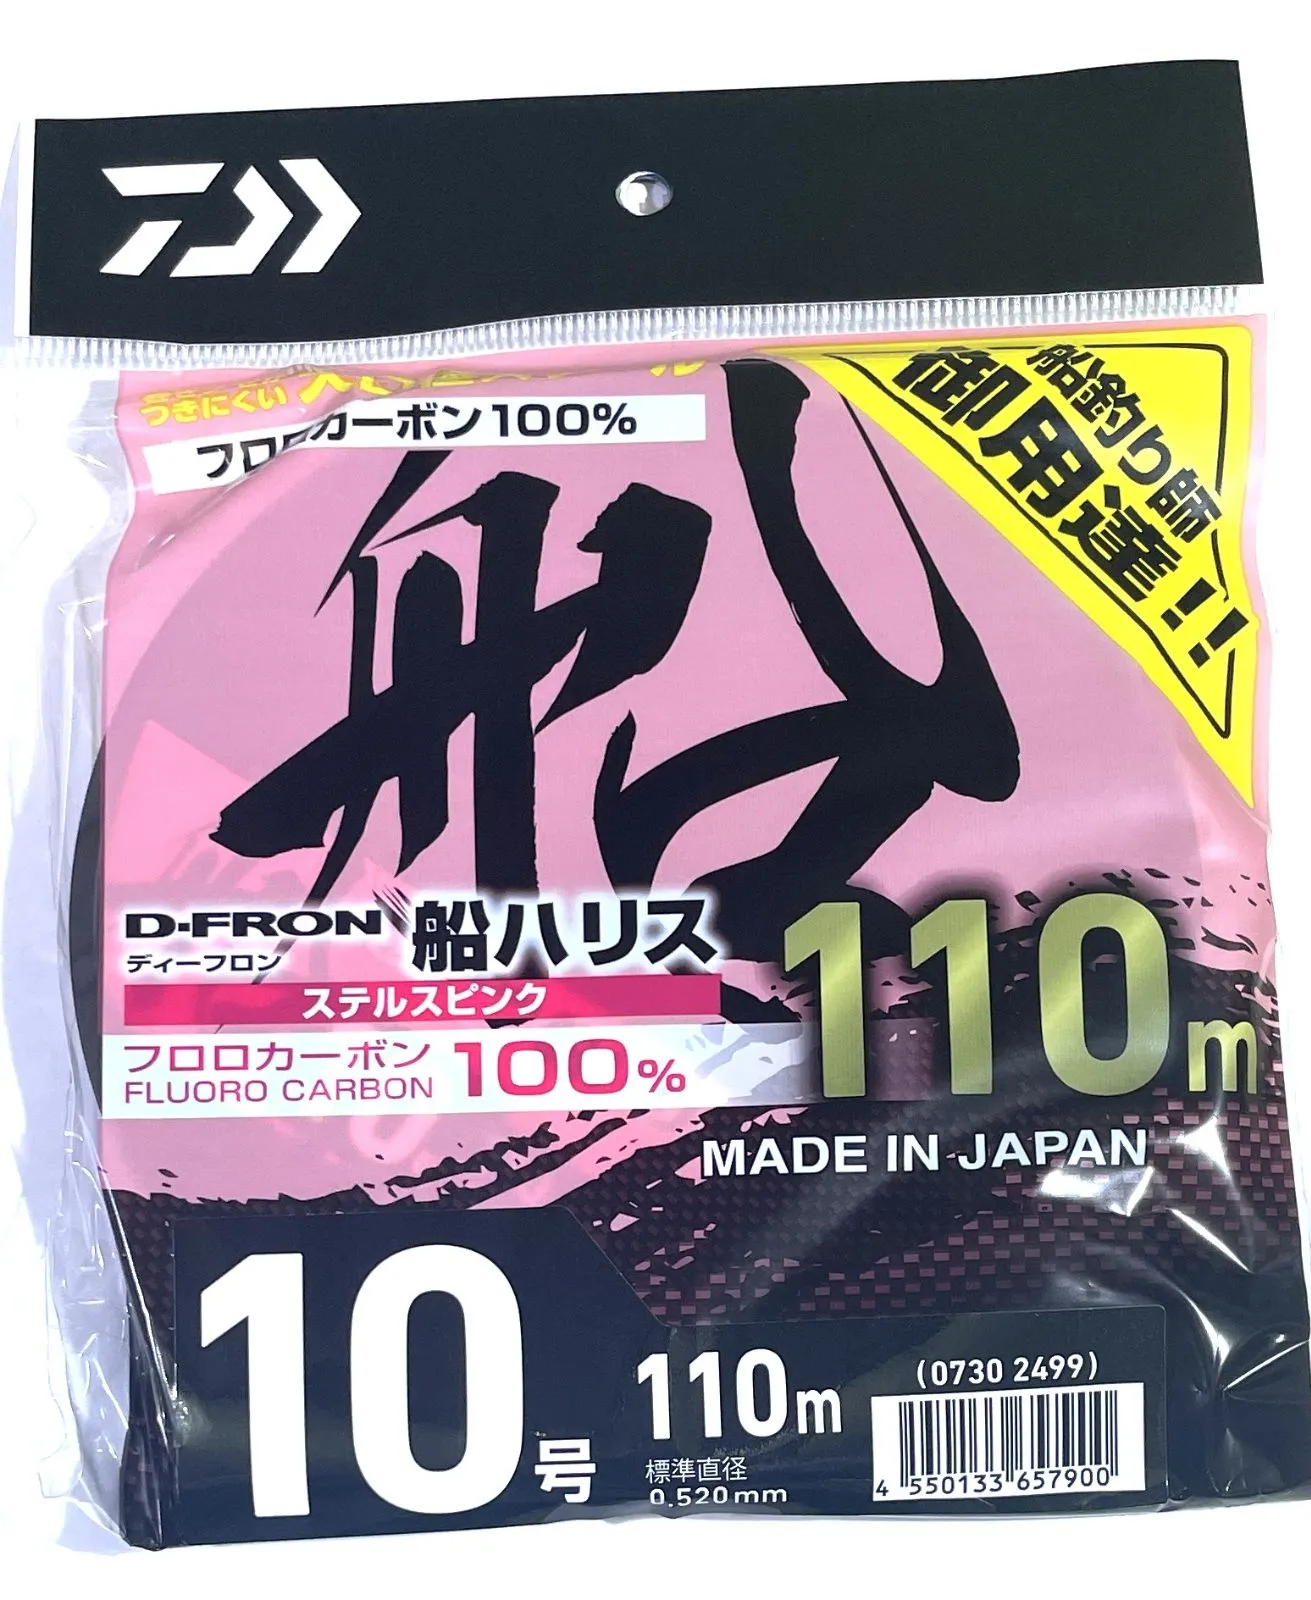 うきにくい
フロロカーボン100%
船釣り師
御用達!!
船
D-FRON 船ハリス
ディーフロン
ステルスピンク
フロロカーボン 100%
FLUORO CARBON
110m
MADE IN JAPAN
10号
110m
標準直径
0.520mm
(0730 2499)
4 550133 657900